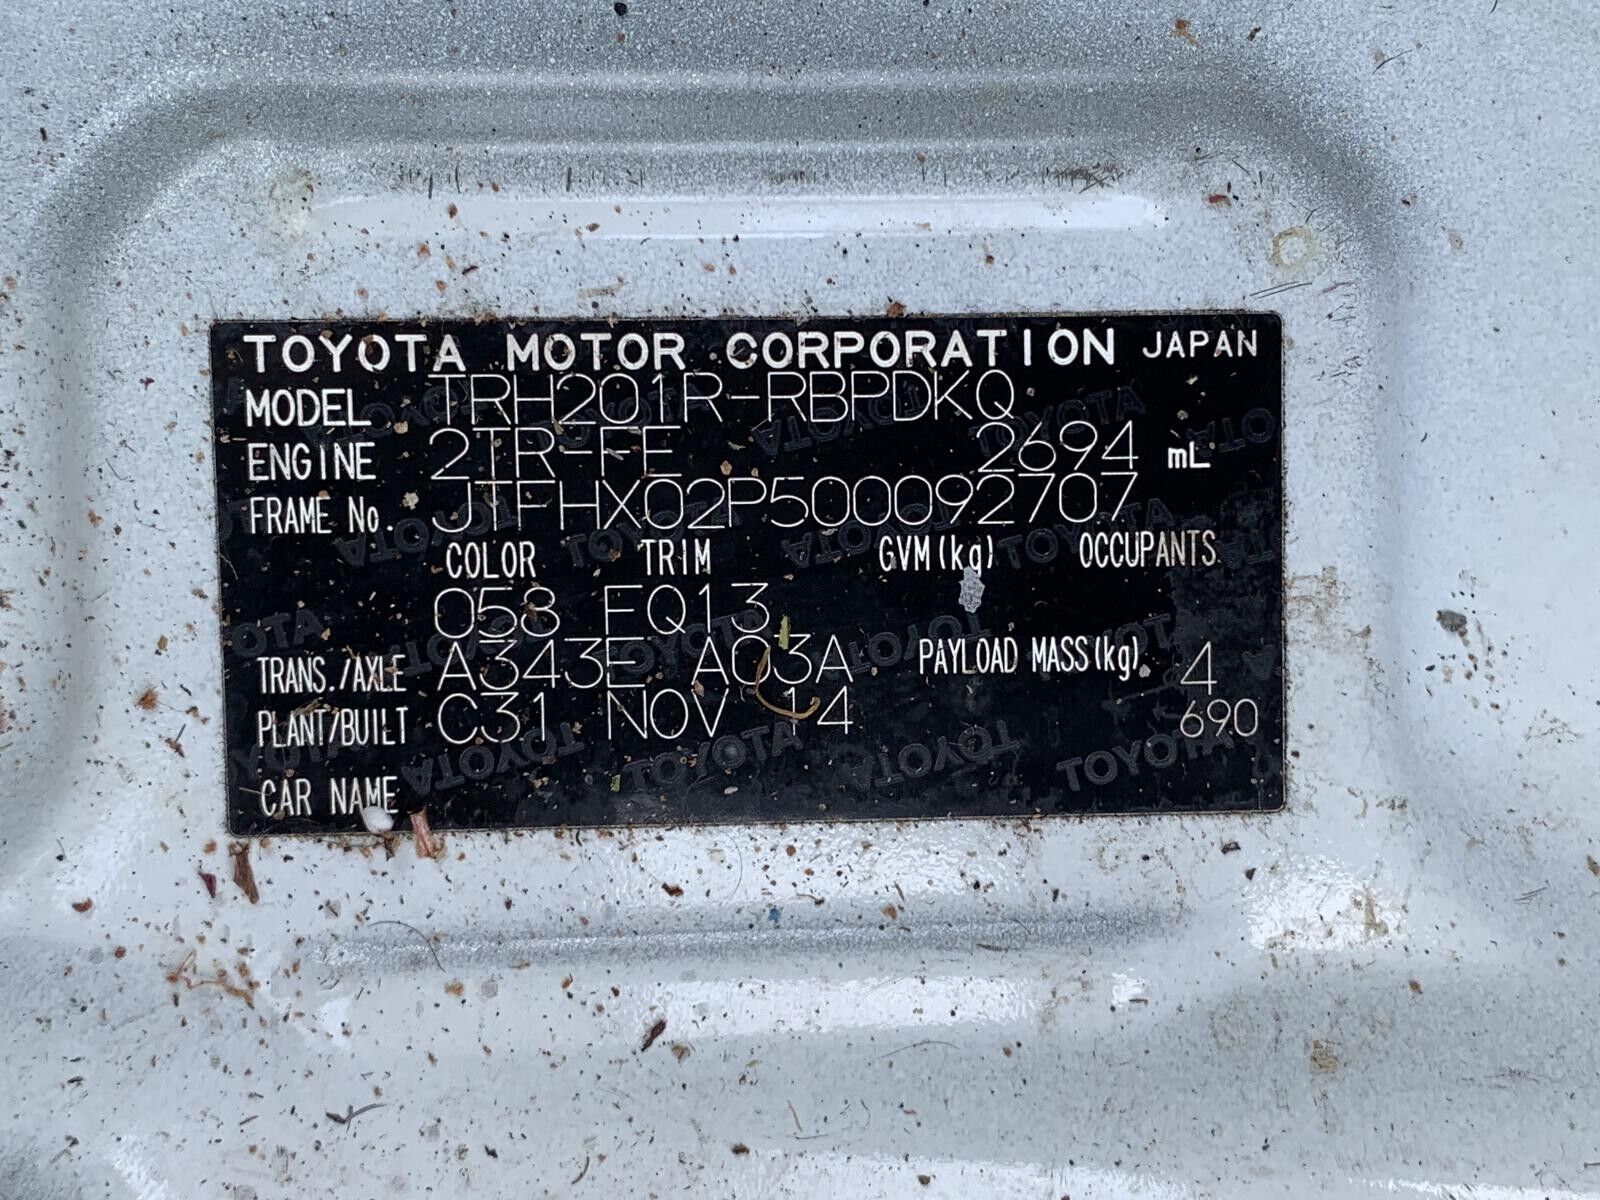 TOYOTA MOTOR CORPORATION JAPAN
MODEL TRH201R-RBPDKQ
ENGINE 2TR-FE 2694 mL
FRAME No. JTFHX02P500092707
COLOR TRIM GVM(kg) OCCUPANTS
058 FQ13
TRANS./AXLE A343E A03A PAYLOAD MASS(kg) 4
PLANT/BUILT C31 NOV 14 690
CAR NAME